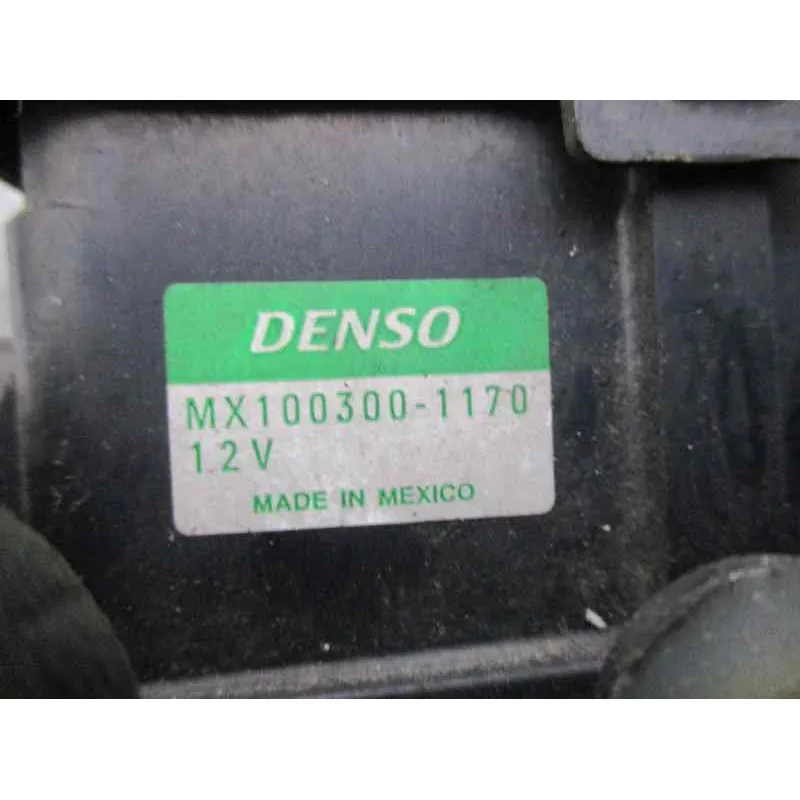 DENSO
MX100300-1170
12V
MADE IN MEXICO